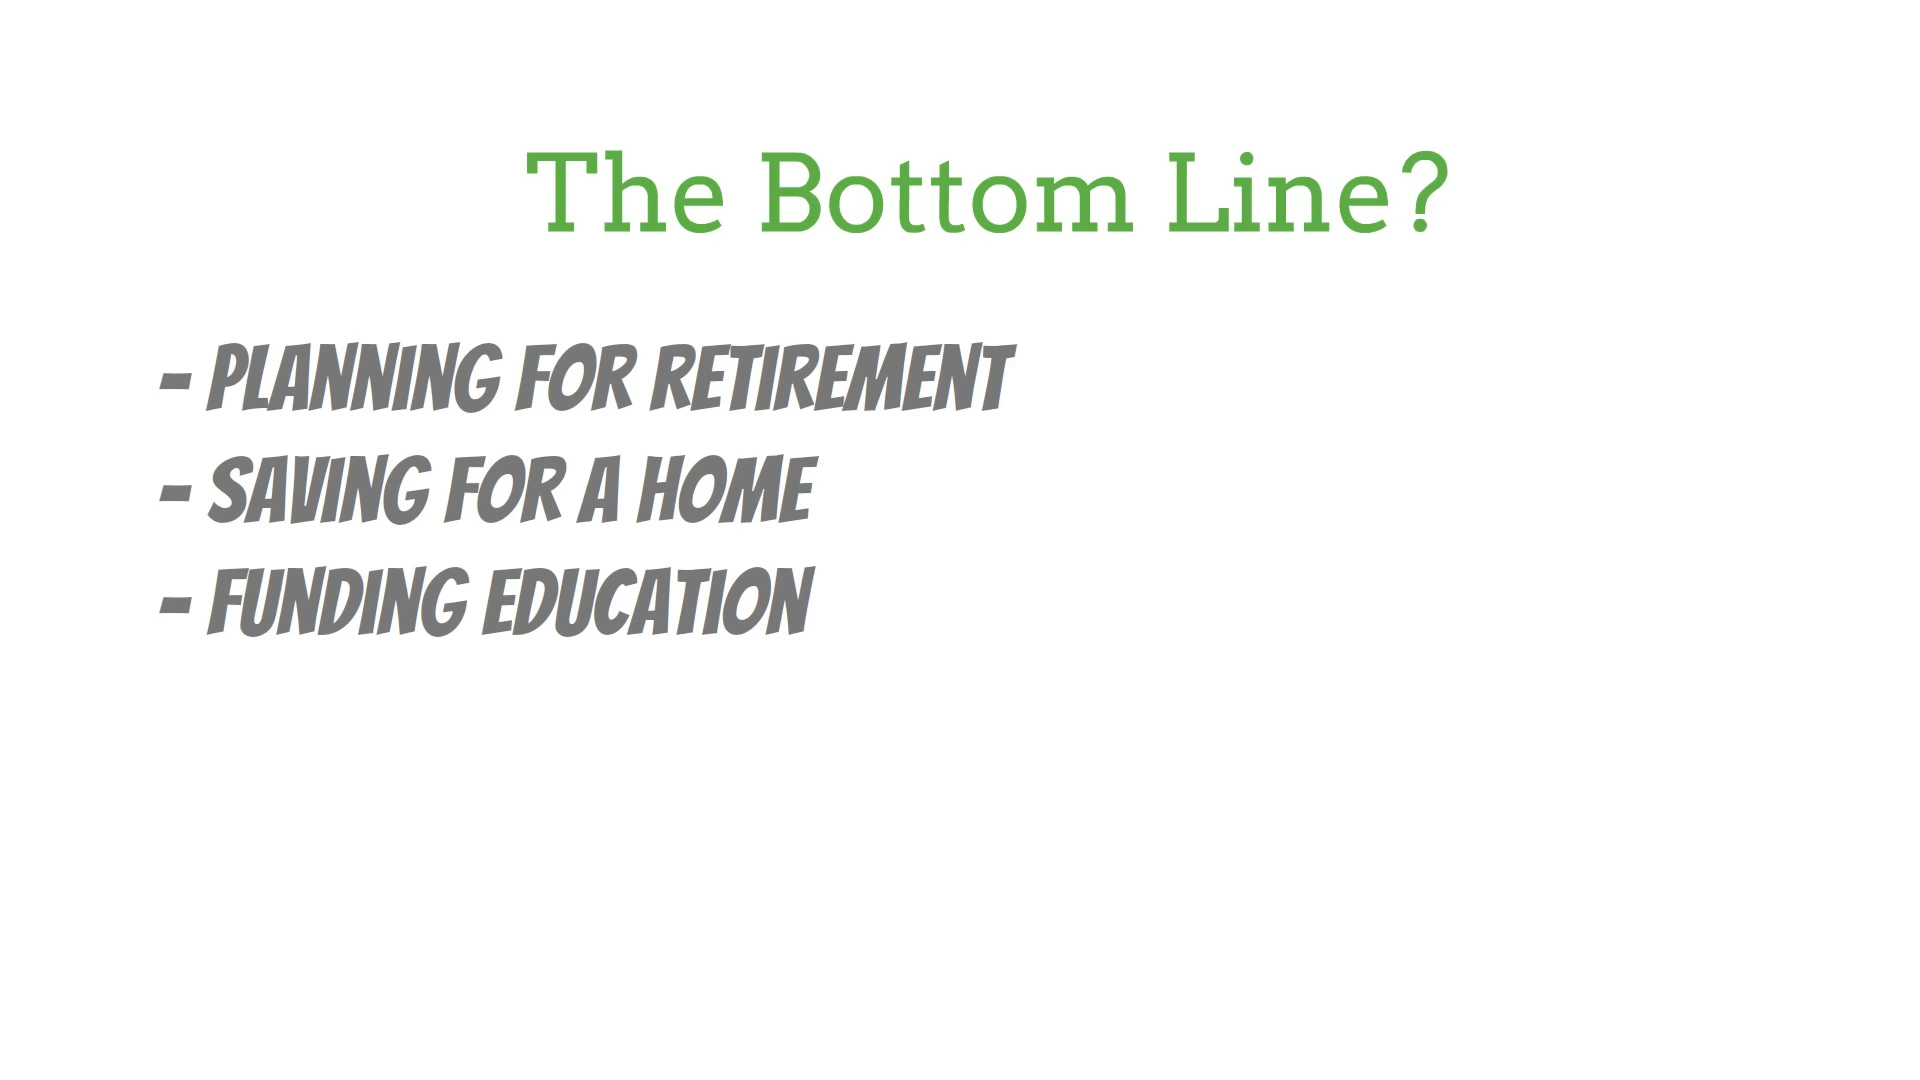 The Bottom Line?
- PLANNING FOR RETIREMENT
- SAVING FOR A HOME
- FUNDING EDUCATION